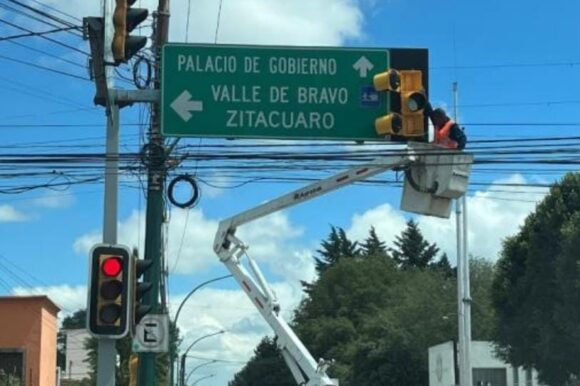 PALACIO DE GOBIERNO
VALLE DE BRAVO
ZITACUARO
E